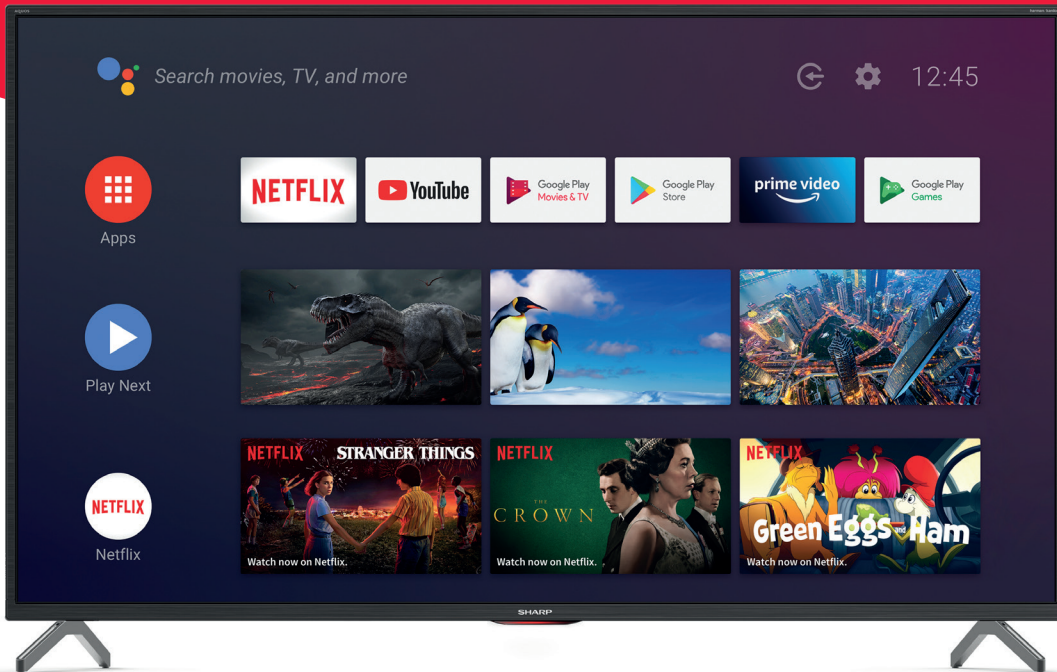 harman/kardon
Search movies, TV, and more
12:45
Apps
NETFLIX
YouTube
Google Play
Movies & TV
Google Play
Store
prime video
Google Play
Games
Play Next
NETFLIX
Netflix
NETFLIX
STRANGER THINGS
Watch now on Netflix.
NETFLIX
THE
CROWN
Watch now on Netflix.
NETFLIX
Green Eggs and Ham
Watch now on Netflix.
SHARP